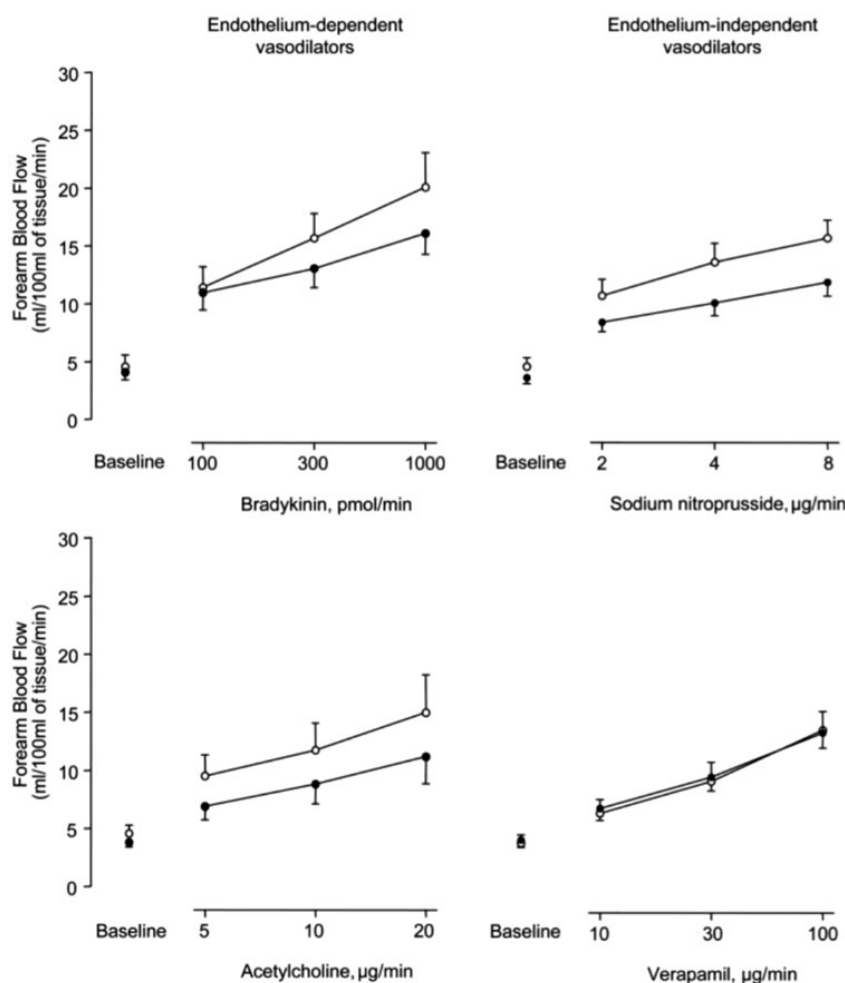 Endothelium-dependent
vasodilators
Endothelium-independent
vasodilators
Forearm Blood Flow
(ml/100ml of tissue/min)
30
25
20
15
10
5
0
Baseline
100
300
1000
Bradykinin, pmol/min
Baseline
2
4
8
Sodium nitroprusside, µg/min
Forearm Blood Flow
(ml/100ml of tissue/min)
30
25
20
15
10
5
0
Baseline
5
10
20
Acetylcholine, µg/min
Baseline
10
30
100
Verapamil, µg/min